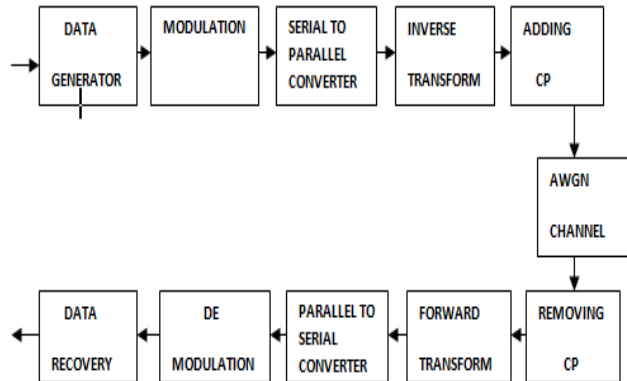 DATA
GENERATOR
MODULATION
SERIAL TO
PARALLEL
CONVERTER
INVERSE
TRANSFORM
ADDING
CP
AWGN
CHANNEL
DATA
RECOVERY
DE
MODULATION
PARALLEL TO
SERIAL
CONVERTER
FORWARD
TRANSFORM
REMOVING
CP